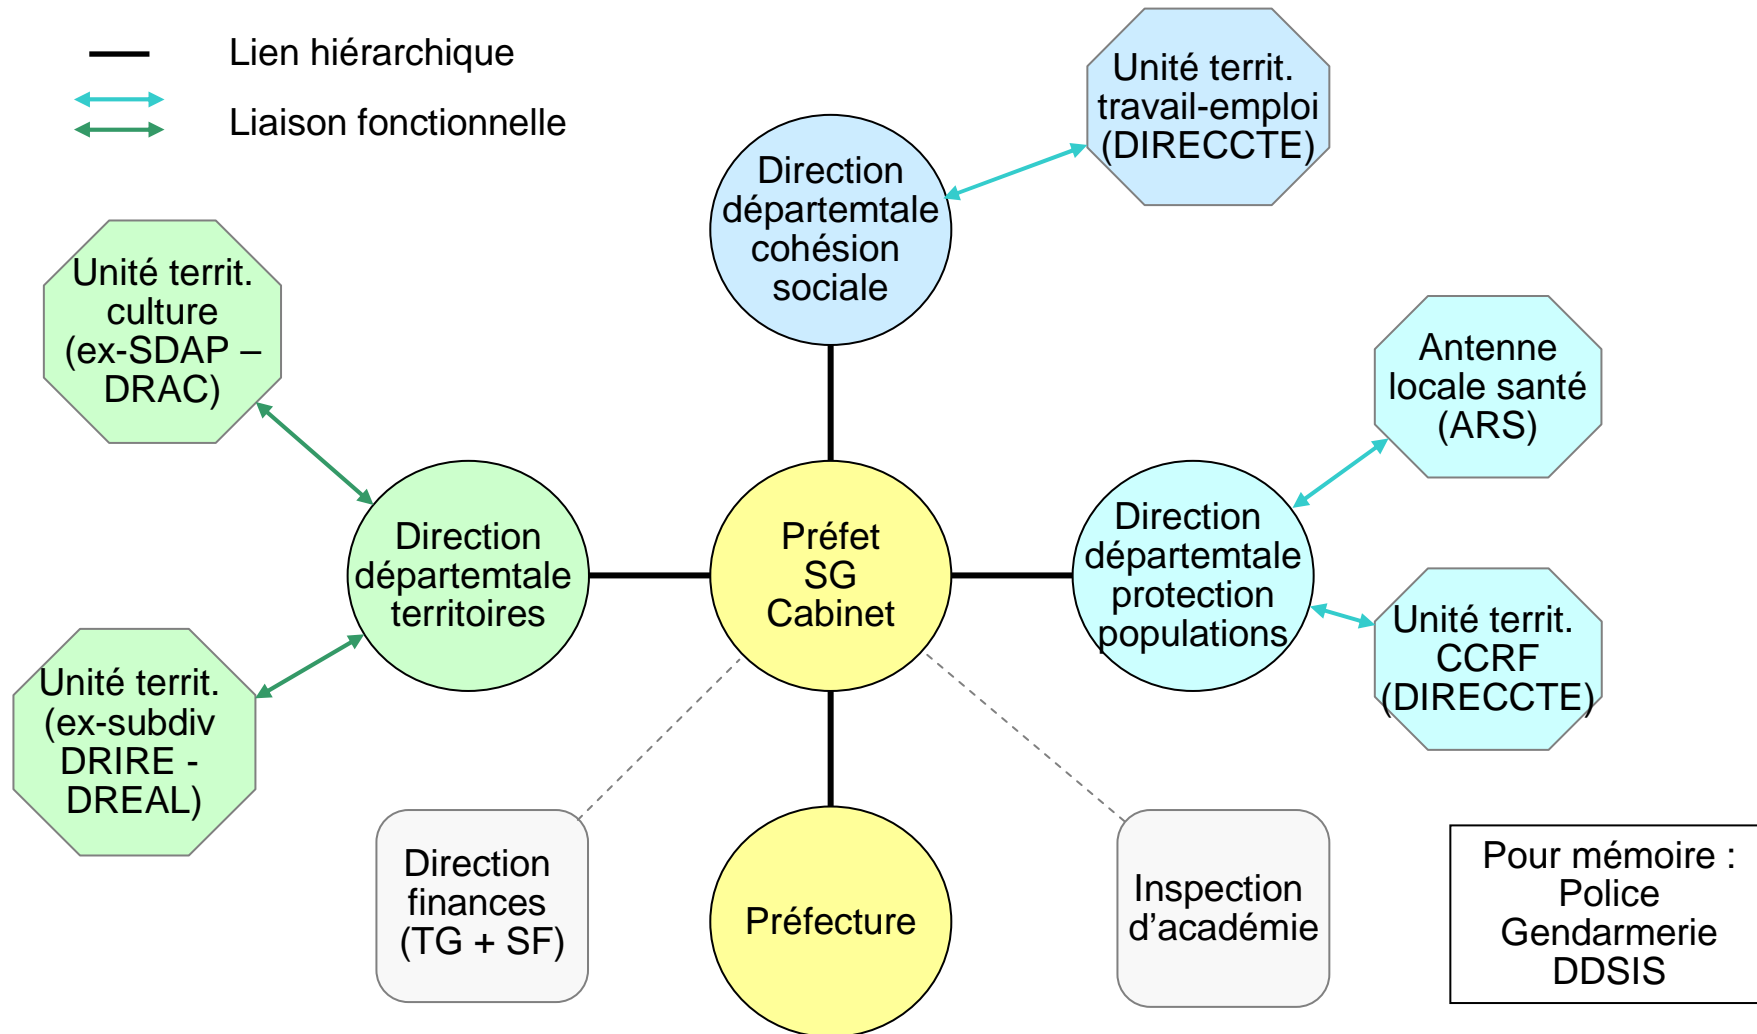 Lien hiérarchique
Liaison fonctionnelle
Unité territ.
travail-emploi
(DIRECCTE)
Direction
départemtale
cohésion
sociale
Unité territ.
culture
(ex-SDAP –
DRAC)
Antenne
locale santé
(ARS)
Direction
départemtale
territoires
Préfet
SG
Cabinet
Direction
départemtale
protection
populations
Unité territ.
CCRF
(DIRECCTE)
Unité territ.
(ex-subdiv
DRIRE -
DREAL)
Direction
finances
(TG + SF)
Préfecture
Inspection
d’académie
Pour mémoire :
Police
Gendarmerie
DDSIS